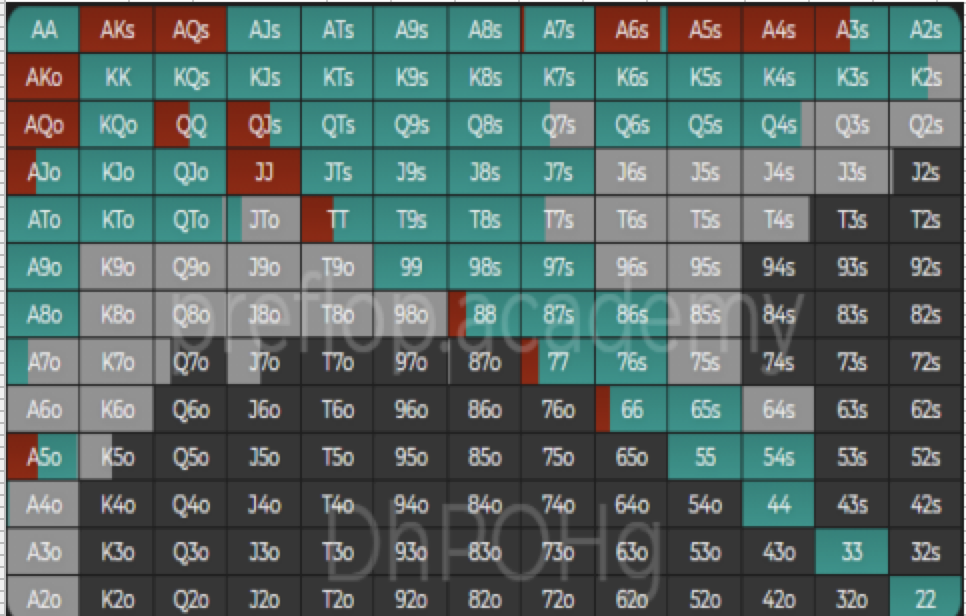 AA AKs AQs AJs ATs A9s A8s A7s A6s A5s A4s A3s A2s
AKo KK KQs KJs KTs K9s K8s K7s K6s K5s K4s K3s K2s
AQo KQo QQ QJs QTs Q9s Q8s Q7s Q6s Q5s Q4s Q3s Q2s
AJo KJo QJo JJ JTs J9s J8s J7s J6s J5s J4s J3s J2s
ATo KTo QTo JTo TT T9s T8s T7s T6s T5s T4s T3s T2s
A9o K9o Q9o J9o T9o 99 98s 97s 96s 95s 94s 93s 92s
A8o K8o Q8o J8o T8o 98o 88 87s 86s 85s 84s 83s 82s
preflop.academy
A7o K7o Q7o J7o T7o 97o 87o 77 76s 75s 74s 73s 72s
A6o K6o Q6o J6o T6o 96o 86o 76o 66 65s 64s 63s 62s
A5o K5o Q5o J5o T5o 95o 85o 75o 65o 55 54s 53s 52s
A4o K4o Q4o J4o T4o 94o 84o 74o 64o 54o 44 43s 42s
DhPOHg
A3o K3o Q3o J3o T3o 93o 83o 73o 63o 53o 43o 33 32s
A2o K2o Q2o J2o T2o 92o 82o 72o 62o 52o 42o 32o 22